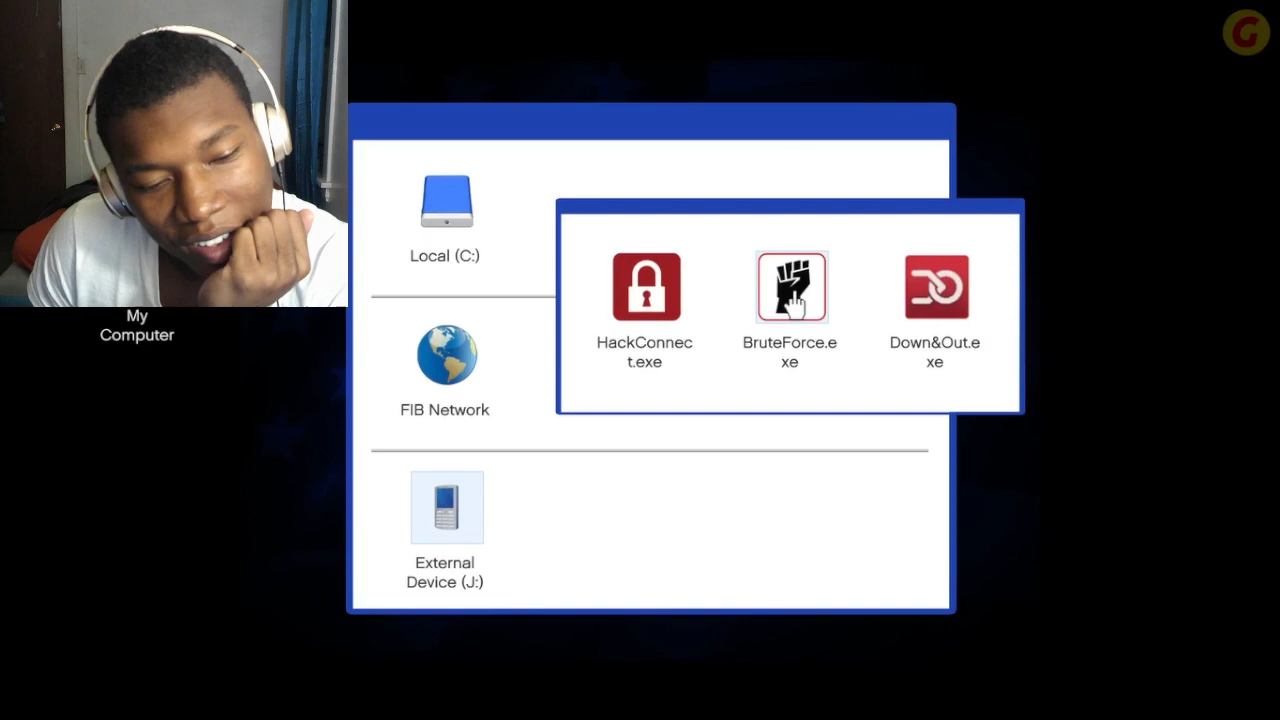 G
My
Computer
Local (C:)
FIB Network
External
Device (J:)
HackConnec
t.exe
BruteForce.e
xe
Down&Out.e
xe